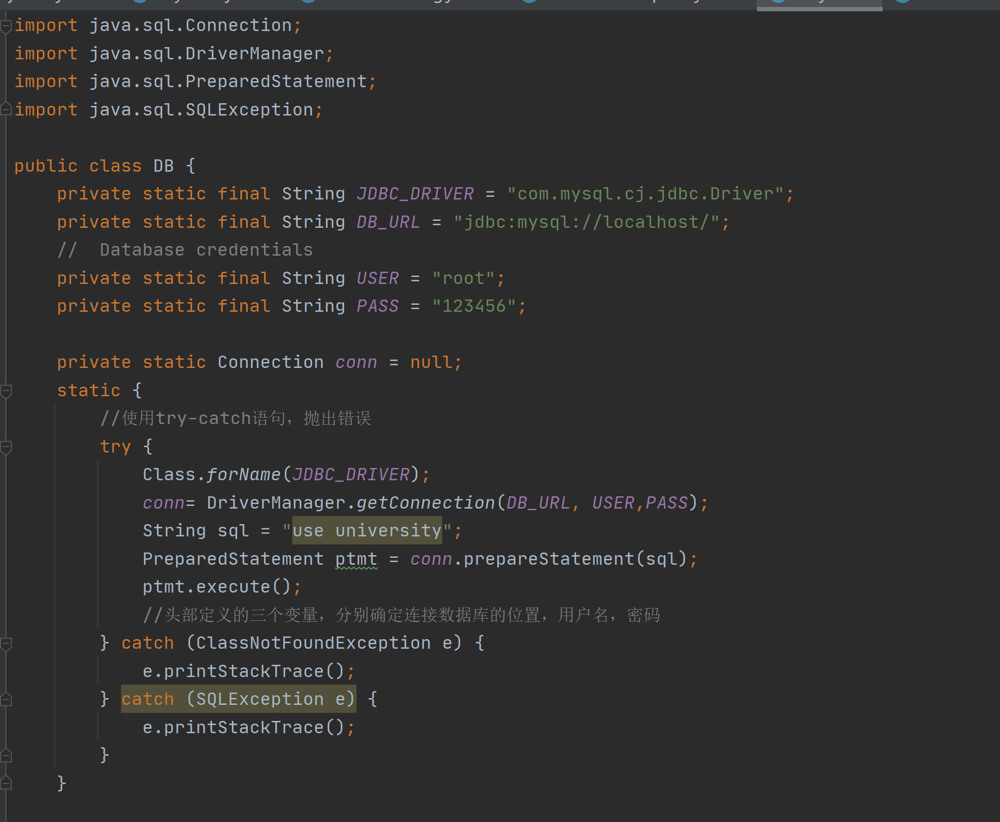 import java.sql.Connection;
import java.sql.DriverManager;
import java.sql.PreparedStatement;
import java.sql.SQLException;
public class DB {
private static final String JDBC_DRIVER = "com.mysql.cj.jdbc.Driver";
private static final String DB_URL = "jdbc:mysql://localhost/";
//  Database credentials
private static final String USER = "root";
private static final String PASS = "123456";
private static Connection conn = null;
static {
//使用try-catch语句，抛出错误
try {
Class.forName(JDBC_DRIVER);
conn= DriverManager.getConnection(DB_URL, USER,PASS);
String sql = "use university";
PreparedStatement ptmt = conn.prepareStatement(sql);
ptmt.execute();
//头部定义的三个变量，分别确定连接数据库的位置，用户名，密码
} catch (ClassNotFoundException e) {
e.printStackTrace();
} catch (SQLException e) {
e.printStackTrace();
}
}